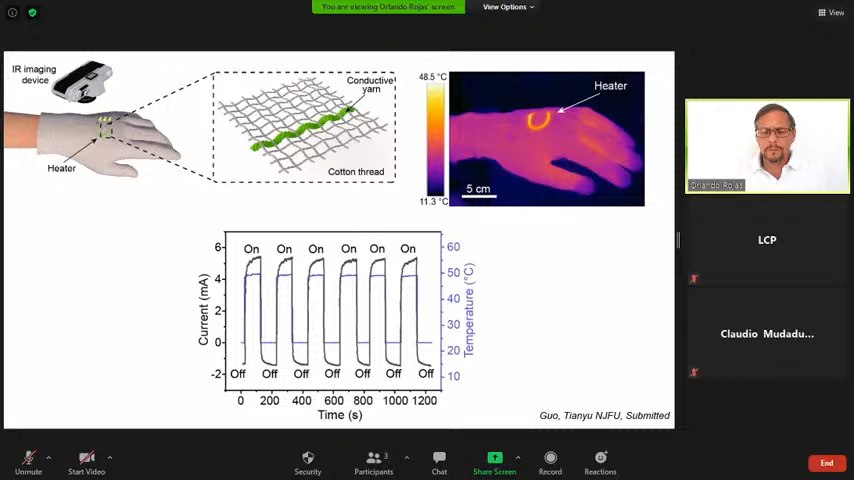 You are viewing Orlando Rojas' screen
View Options
View
IR imaging
device
Heater
Conductive
yarn
Cotton thread
48.5 °C
11.3 °C
Heater
5 cm
On On On On On On
Off Off Off Off Off Off Off
Current (mA)
6
4
2
0
-2
Temperature (°C)
60
50
40
30
20
10
0 200 400 600 800 1000 1200
Time (s)
Guo, Tianyu NJFU, Submitted
Orlando Rojas
LCP
Claudio Mudadu...
Unmute
Start Video
Security
Participants
3
Chat
Share Screen
Record
Reactions
End